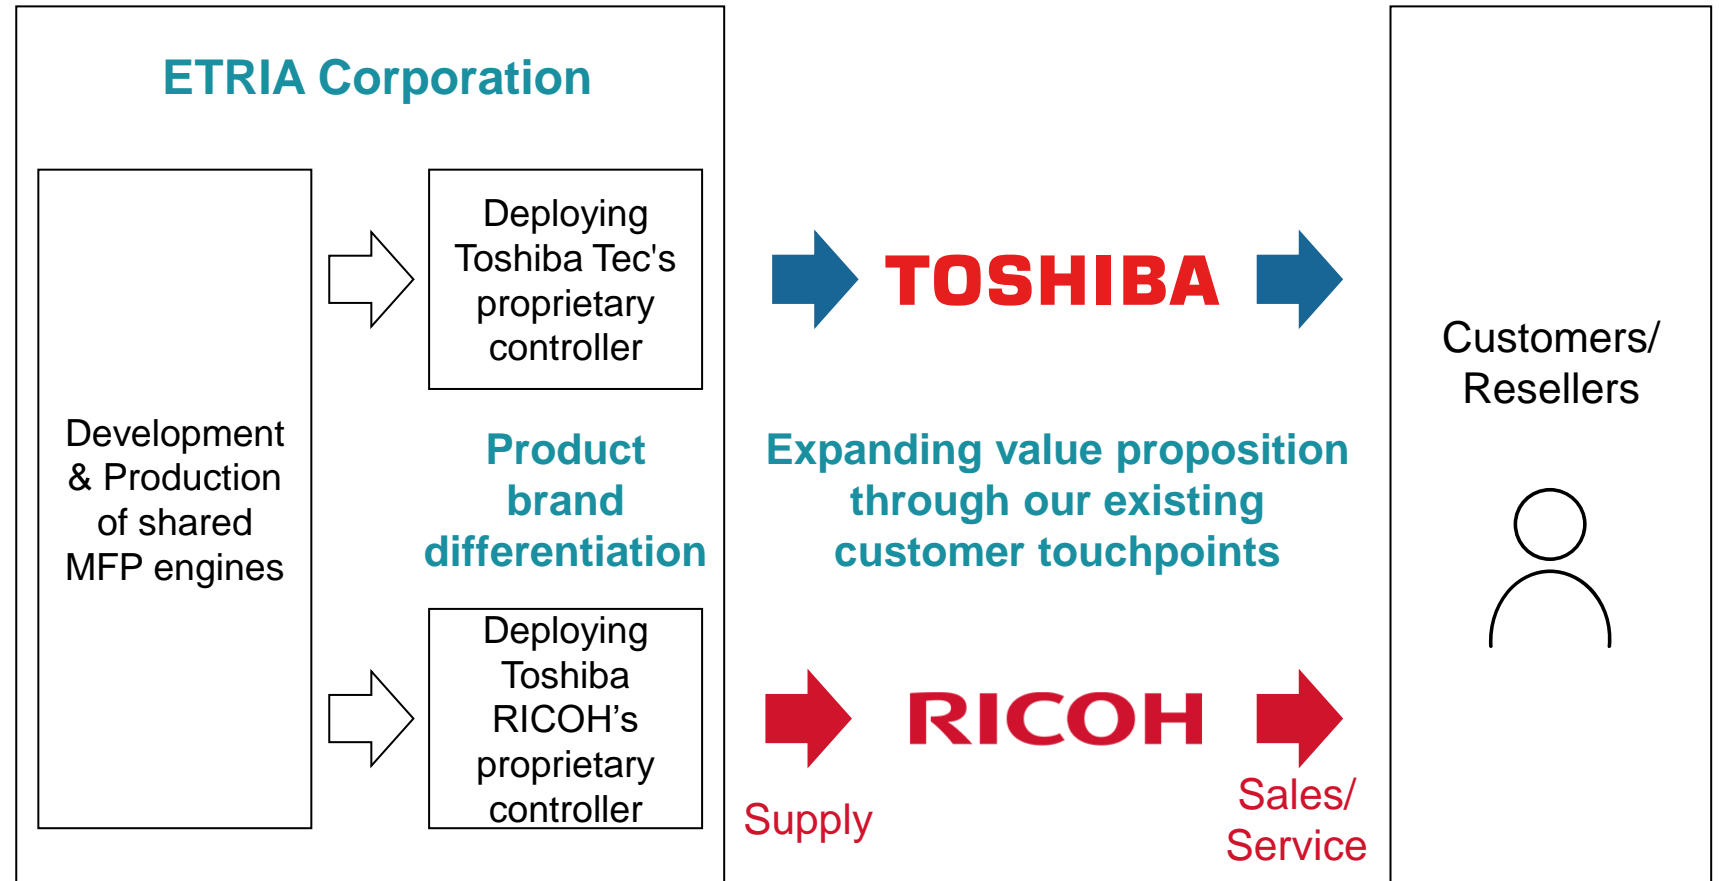 ETRIA Corporation
Development
& Production
of shared
MFP engines
Deploying
Toshiba Tec's
proprietary
controller
Product
brand
differentiation
Deploying
Toshiba
RICOH’s
proprietary
controller
TOSHIBA
Expanding value proposition
through our existing
customer touchpoints
RICOH
Supply
Sales/
Service
Customers/
Resellers